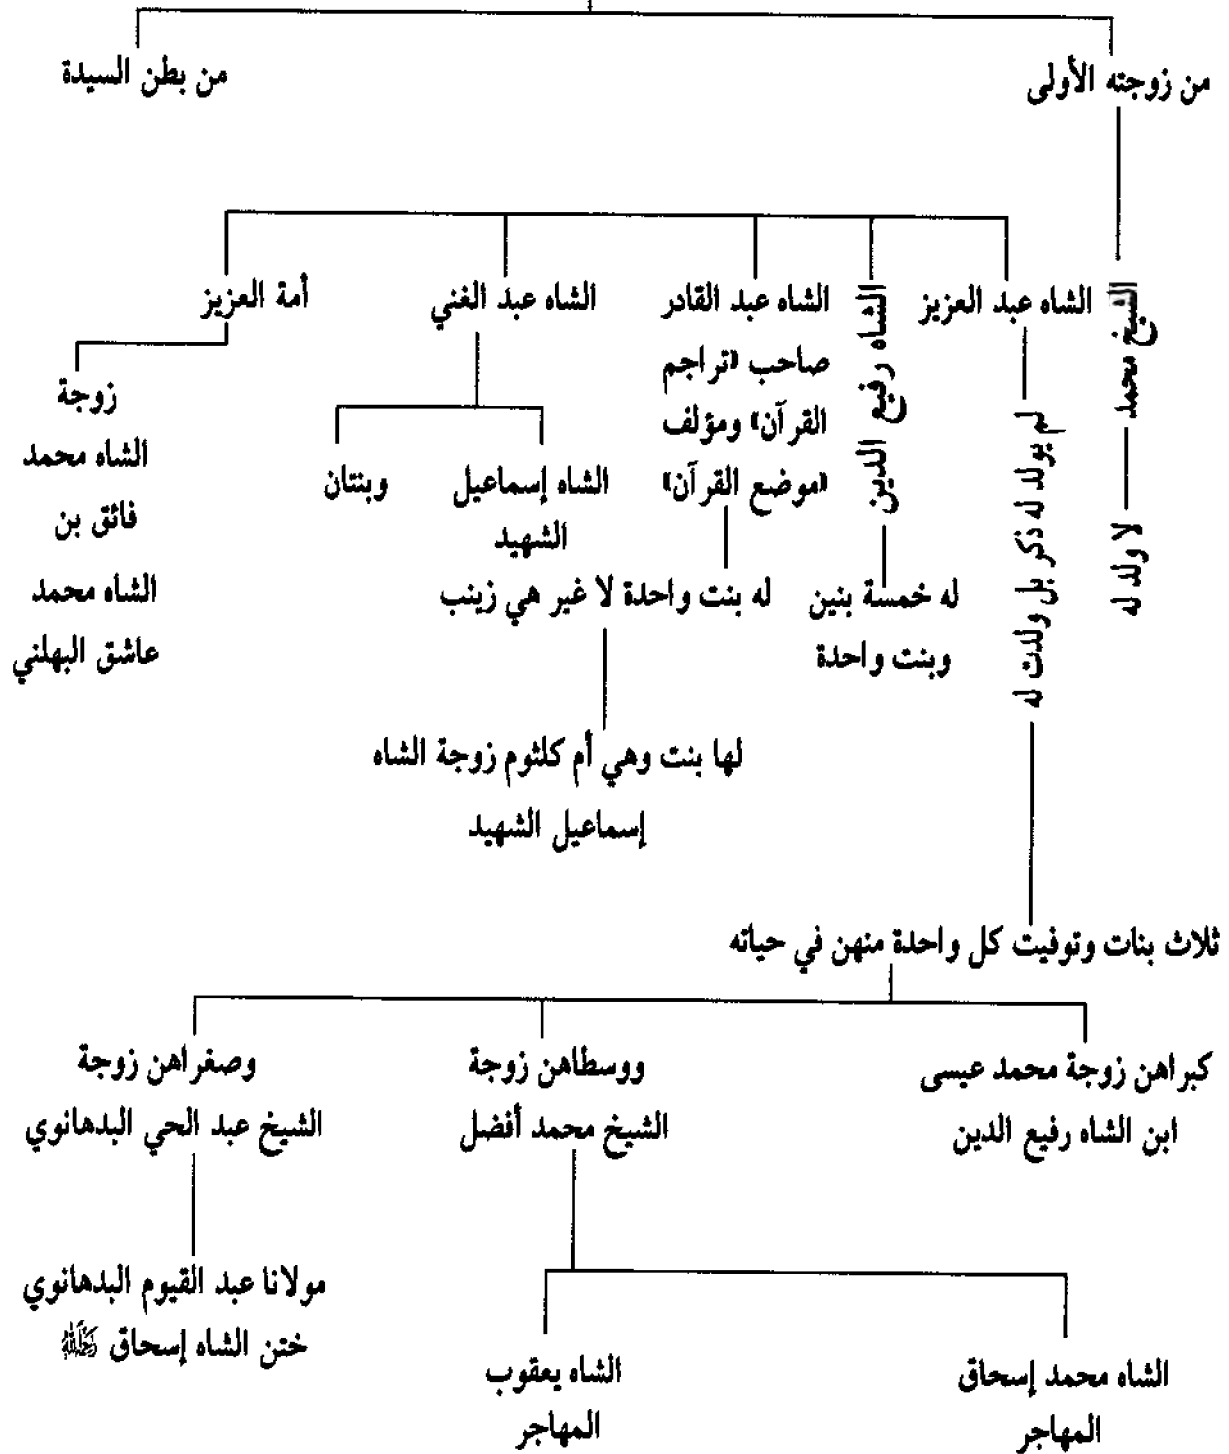 من زوجته الأولى
من بطن السيدة
الشيخ محمد
لا ولد له
الشاه عبد العزيز
لم يولد له ذكر بل ولدت له
الشاه رفيع الدين
له خمسة بنين
وبنت واحدة
الشاه عبد القادر
صاحب «تراجم
القرآن» ومؤلف
«موضع القرآن»
له بنت واحدة لا غير هي زينب
لها بنت وهي أم كلثوم زوجة الشاه
إسماعيل الشهيد
الشاه عبد الغني
الشاه إسماعيل
الشهيد
وبنتان
أمة العزيز
زوجة
الشاه محمد
فائق بن
الشاه محمد
عاشق البهلني
ثلاث بنات وتوفيت كل واحدة منهن في حياته
كبراهن زوجة محمد عيسى
ابن الشاه رفيع الدين
ووسطاهن زوجة
الشيخ محمد أفضل
وصغراهن زوجة
الشيخ عبد الحي البدهانوي
الشاه محمد إسحاق
المهاجر
الشاه يعقوب
المهاجر
مولانا عبد القيوم البدهانوي
ختن الشاه إسحاق رحمه الله